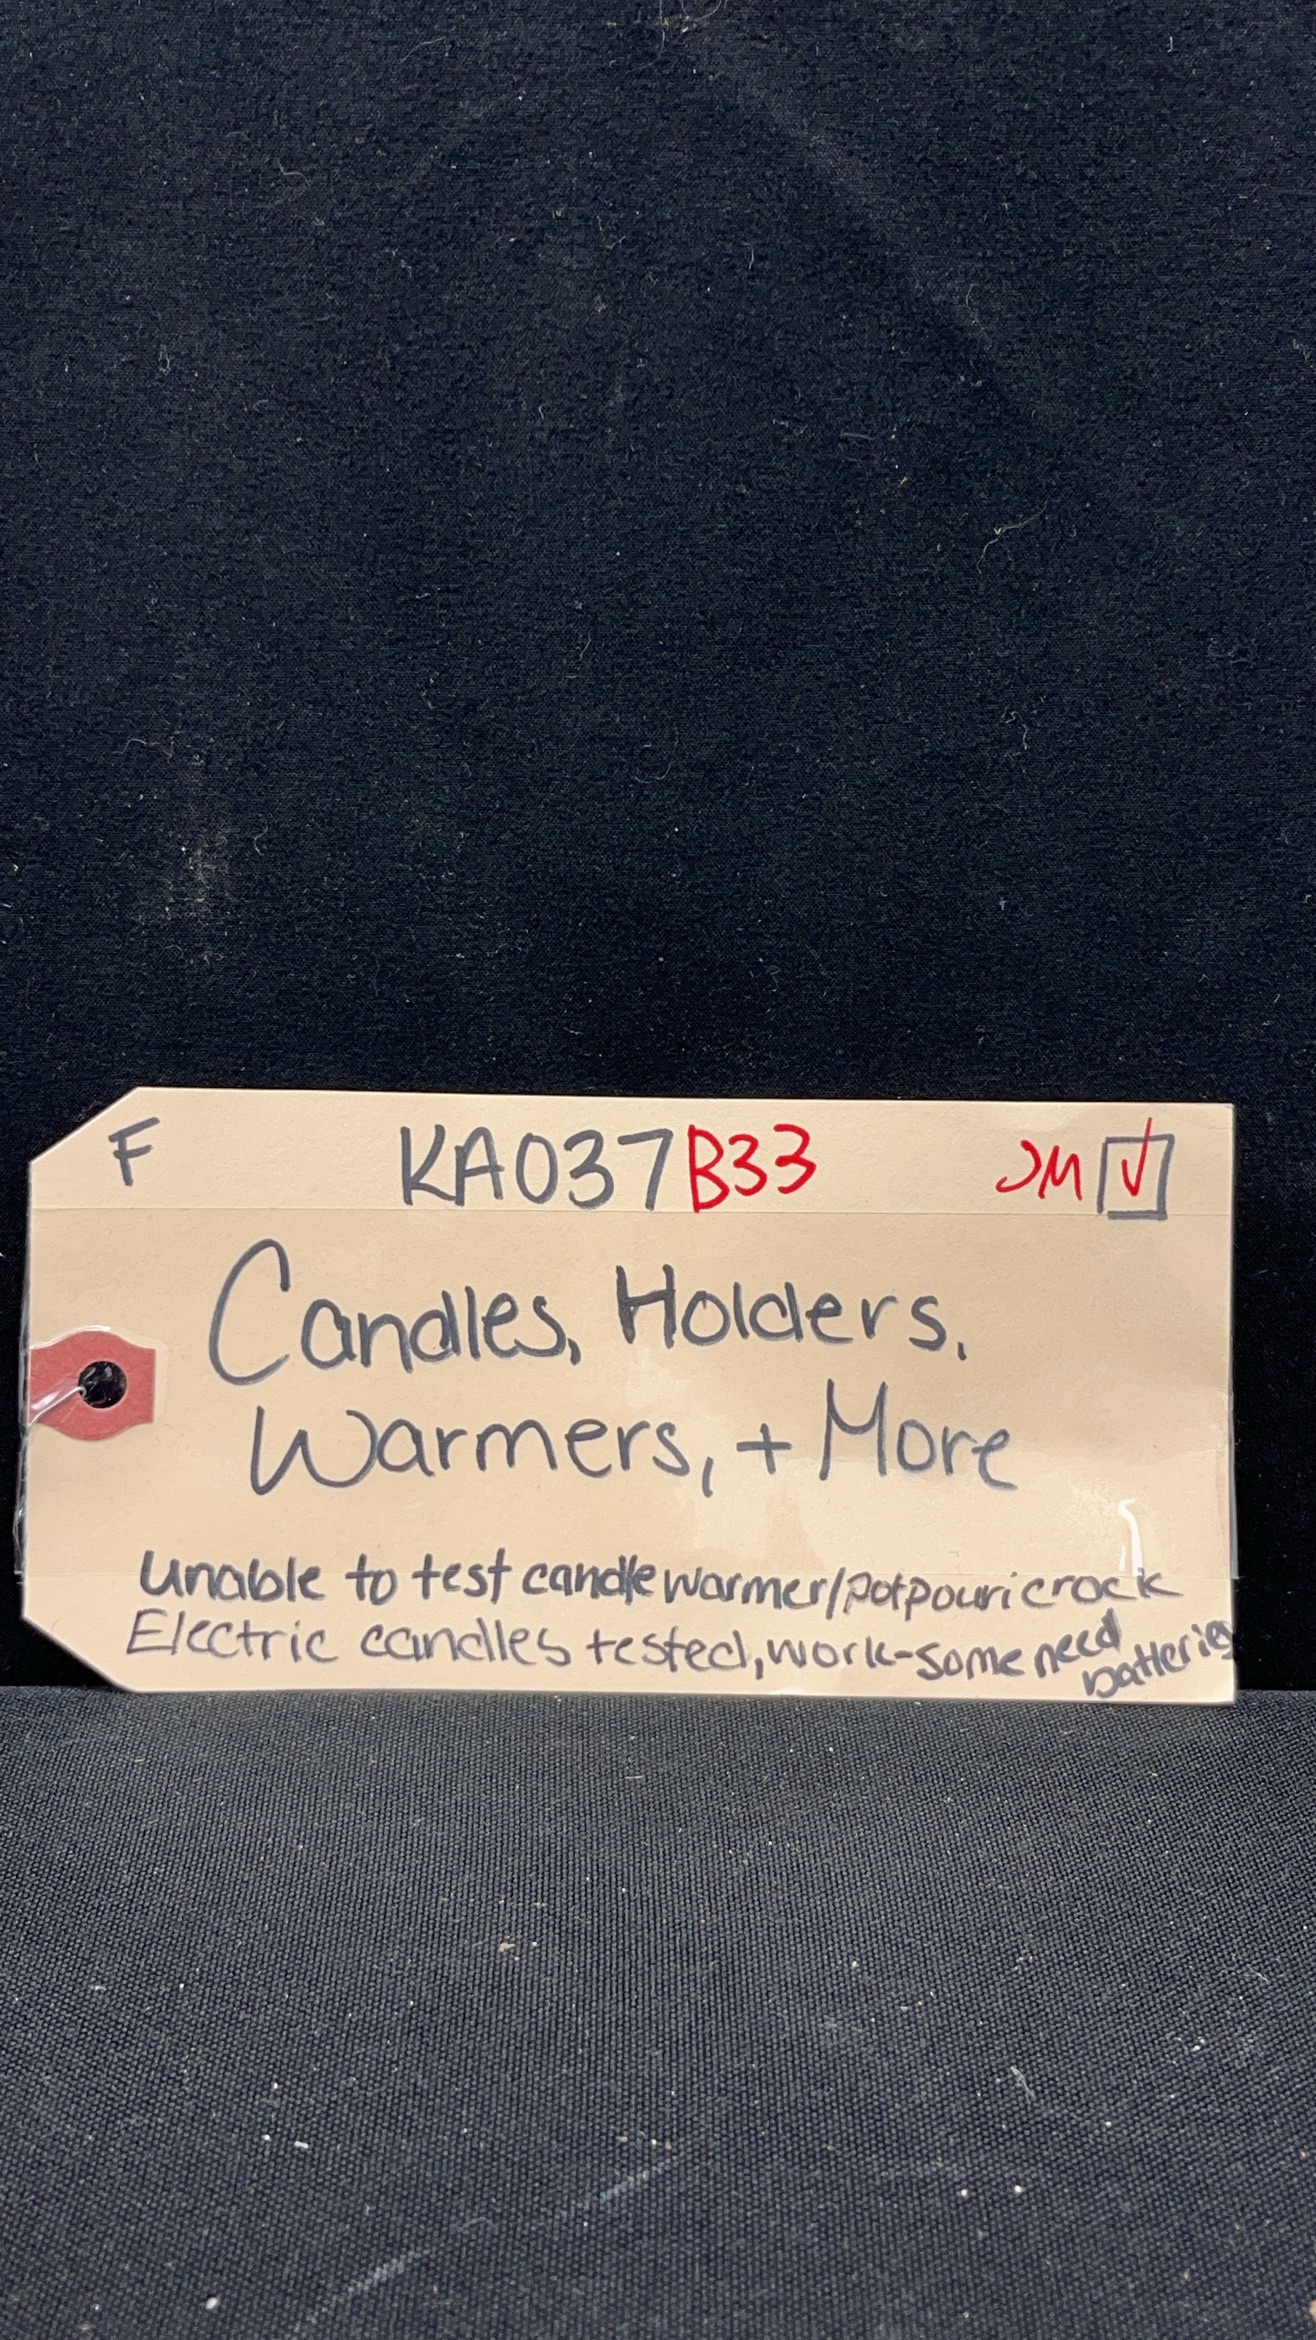 F KA037B33 JM
Candles, Holders,
Warmers, + More
Unable to test candle warmer/potpouri crock
Electric candles tested, work-some need
batteries